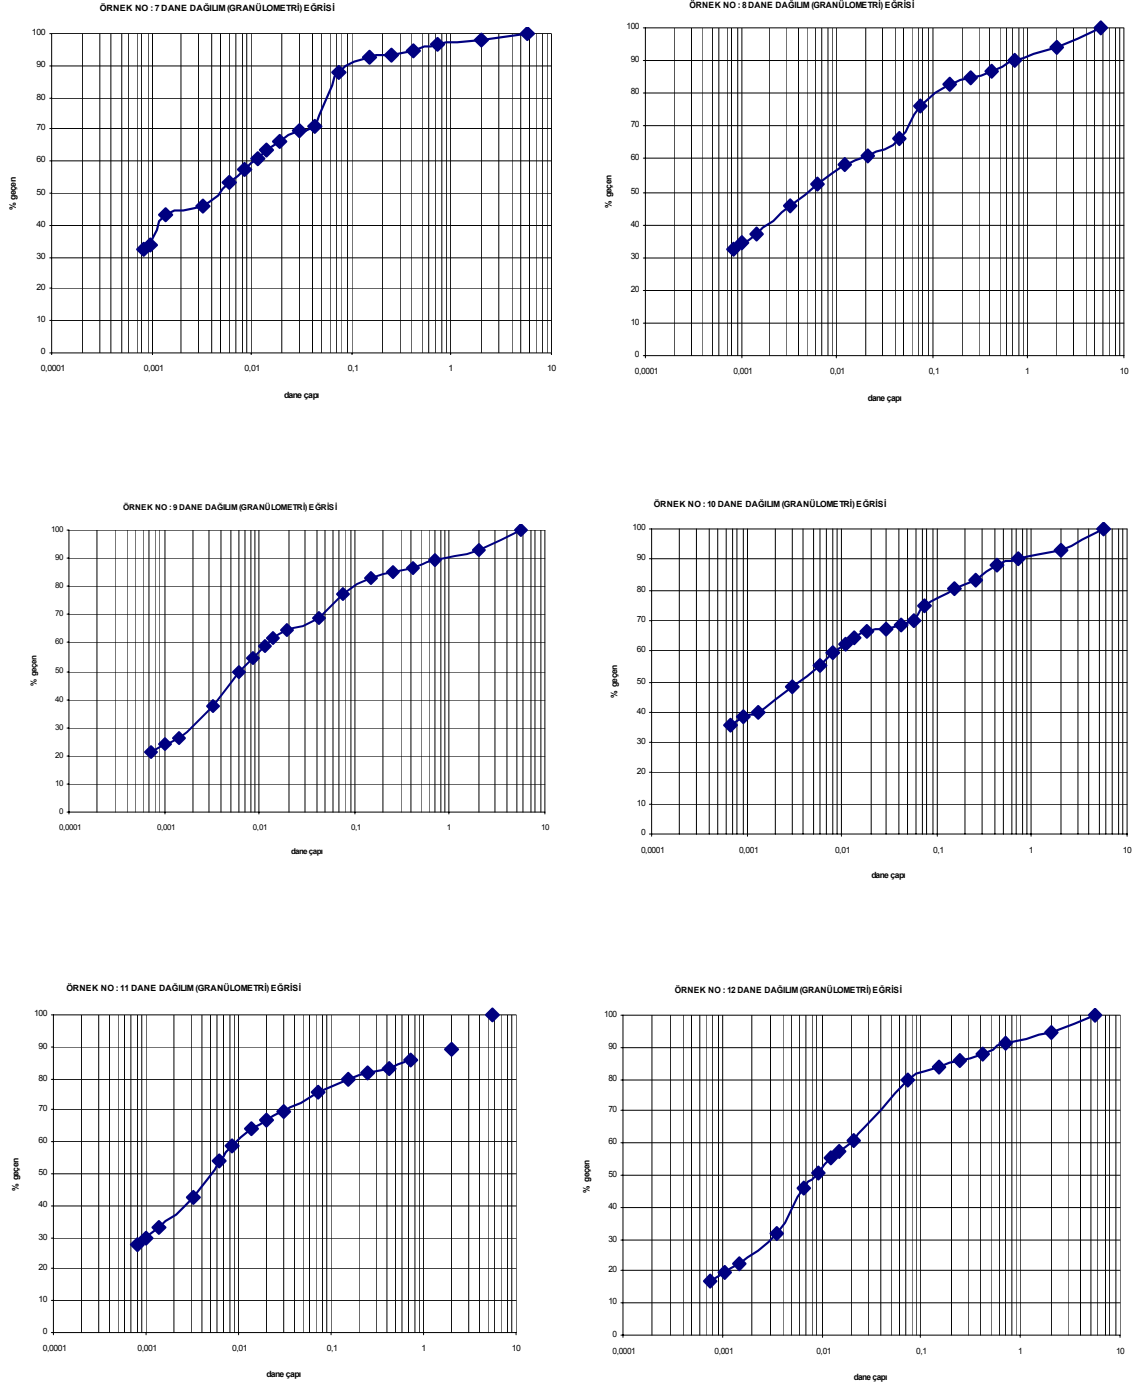 ÖRNEK NO : 7 DANE DAĞILIM (GRANÜLOMETRİ) EĞRİSİ
100
90
80
70
60
50
40
30
20
10
0
% geçen
0,0001 0,001 0,01 0,1 1 10
dane çapı
ÖRNEK NO : 8 DANE DAĞILIM (GRANÜLOMETRİ) EĞRİSİ
100
90
80
70
60
50
40
30
20
10
0
% geçen
0,0001 0,001 0,01 0,1 1 10
dane çapı
ÖRNEK NO : 9 DANE DAĞILIM (GRANÜLOMETRİ) EĞRİSİ
100
90
80
70
60
50
40
30
20
10
0
% geçen
0,0001 0,001 0,01 0,1 1 10
dane çapı
ÖRNEK NO : 10 DANE DAĞILIM (GRANÜLOMETRİ) EĞRİSİ
100
90
80
70
60
50
40
30
20
10
0
% geçen
0,0001 0,001 0,01 0,1 1 10
dane çapı
ÖRNEK NO : 11 DANE DAĞILIM (GRANÜLOMETRİ) EĞRİSİ
100
90
80
70
60
50
40
30
20
10
0
% geçen
0,0001 0,001 0,01 0,1 1 10
dane çapı
ÖRNEK NO : 12 DANE DAĞILIM (GRANÜLOMETRİ) EĞRİSİ
100
90
80
70
60
50
40
30
20
10
0
% geçen
0,0001 0,001 0,01 0,1 1 10
dane çapı